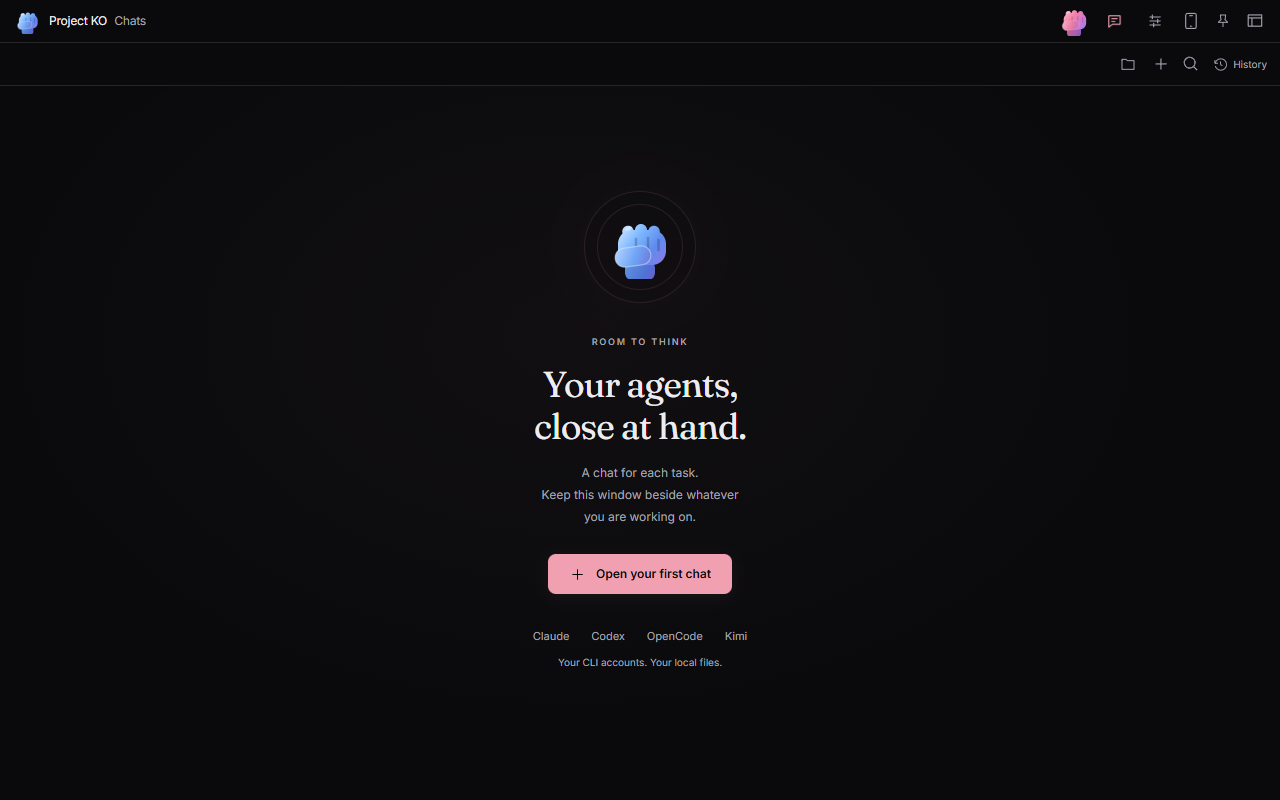 Project KO Chats
History
ROOM TO THINK
Your agents,
close at hand.
A chat for each task.
Keep this window beside whatever
you are working on.
Open your first chat
Claude Codex OpenCode Kimi
Your CLI accounts. Your local files.